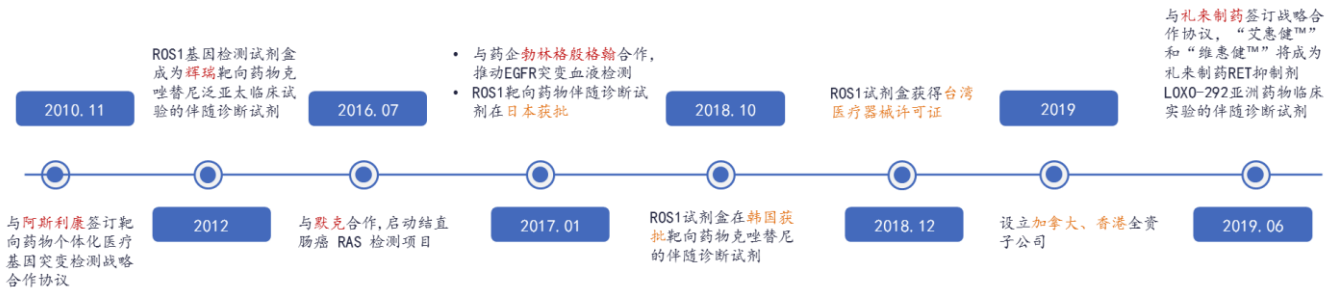 2010.11
与阿斯利康签订靶
向药物个体化医疗
基因突变检测战略
合作协议
ROS1基因检测试剂盒
成为辉瑞靶向药物克
唑替尼泛亚太临床试
验的伴随诊断试剂
2012
2016.07
与默克合作,启动结直
肠癌 RAS 检测项目
• 与药企勃林格殷格翰合作,
推动EGFR突变血液检测
• ROS1靶向药物伴随诊断试
剂在日本获批
2017.01
2018.10
ROS1试剂盒在韩国获
批靶向药物克唑替尼
的伴随诊断试剂
ROS1试剂盒获得台湾
医疗器械许可证
2018.12
2019
设立加拿大、香港全资
子公司
与礼来制药签订战略合
作协议,“艾惠健™”
和“维惠健™”将成为
礼来制药RET抑制剂
LOXO-292亚洲药物临床
实验的伴随诊断试剂
2019.06